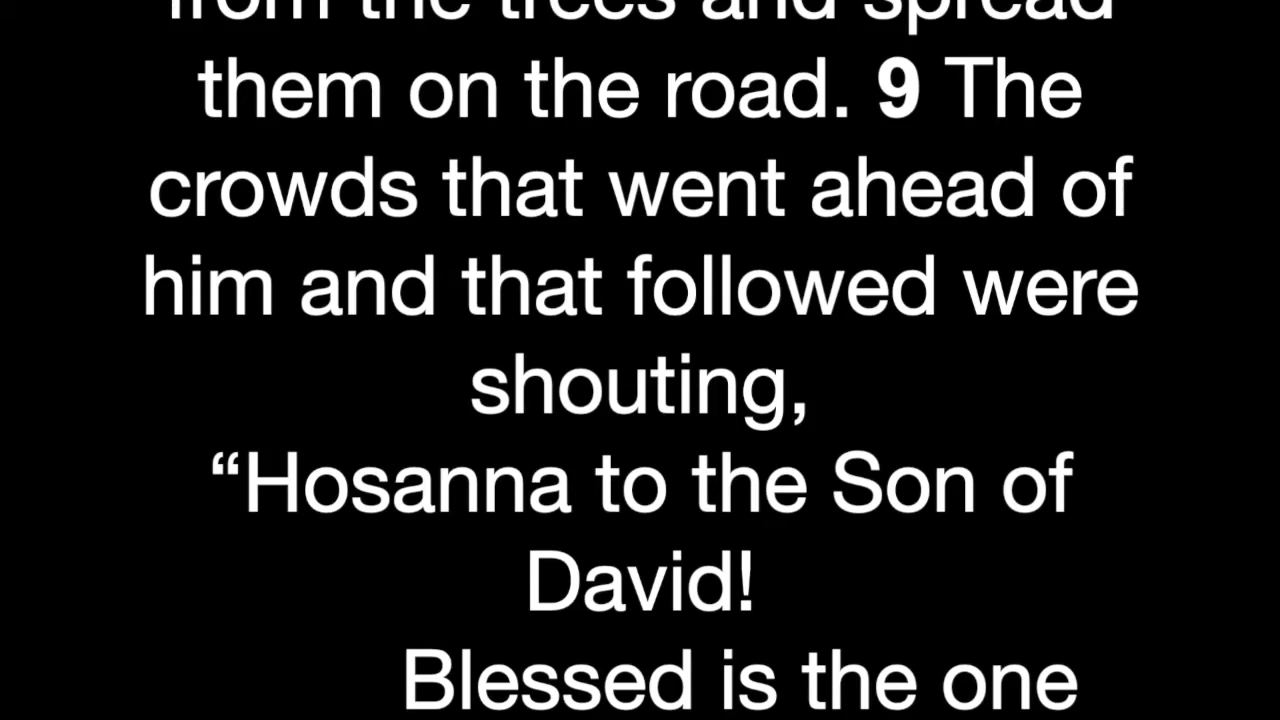 from the trees and spread
them on the road. 9 The
crowds that went ahead of
him and that followed were
shouting,
“Hosanna to the Son of
David!
Blessed is the one